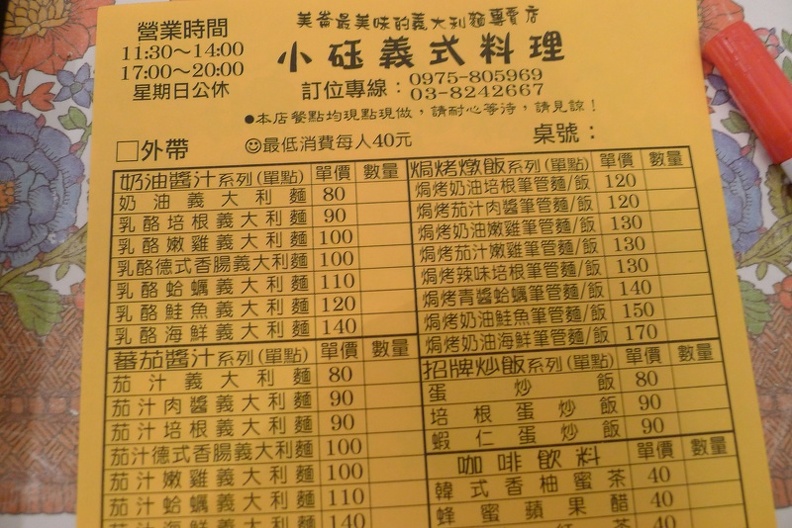 美崙最美味的義大利麵專賣店
小砡義式料理
營業時間
11:30～14:00
17:00～20:00
星期日公休
訂位專線：0975-805969
03-8242667
●本店餐點均現點現做，請耐心等待，請見諒！
□外帶
☺最低消費每人40元
桌號：
奶油醬汁系列(單點) 單價 數量
奶油義大利麵 80
乳酪培根義大利麵 90
乳酪嫩雞義大利麵 100
乳酪德式香腸義大利麵 100
乳酪蛤蠣義大利麵 110
乳酪鮭魚義大利麵 120
乳酪海鮮義大利麵 140
蕃茄醬汁系列(單點) 單價 數量
茄汁義大利麵 80
茄汁肉醬義大利麵 90
茄汁培根義大利麵 90
茄汁德式香腸義大利麵 100
茄汁嫩雞義大利麵 100
茄汁蛤蠣義大利麵 110
茄汁海鮮義大利麵 140
焗烤燉飯系列(單點) 單價 數量
焗烤奶油培根筆管麵/飯 120
焗烤茄汁肉醬筆管麵/飯 120
焗烤奶油嫩雞筆管麵/飯 130
焗烤茄汁嫩雞筆管麵/飯 130
焗烤辣味培根筆管麵/飯 130
焗烤青醬蛤蠣筆管麵/飯 140
焗烤奶油鮭魚筆管麵/飯 150
焗烤奶油海鮮筆管麵/飯 170
招牌炒飯系列(單點) 單價 數量
蛋炒飯 80
培根蛋炒飯 90
蝦仁蛋炒飯 90
咖啡飲料 單價 數量
韓式香柚蜜茶 40
蜂蜜蘋果醋 40
40